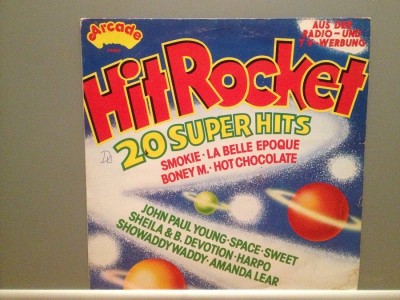 Arcade
AUS DER
RADIO-UND
TV-WERBUNG
Hit Rocket
20 SUPER HITS
SMOKIE · LA BELLE EPOQUE
BONEY M. · HOT CHOCOLATE
JOHN PAUL YOUNG · SPACE · SWEET
SHEILA & B. DEVOTION · HARPO
SHOWADDYWADDY · AMANDA LEAR